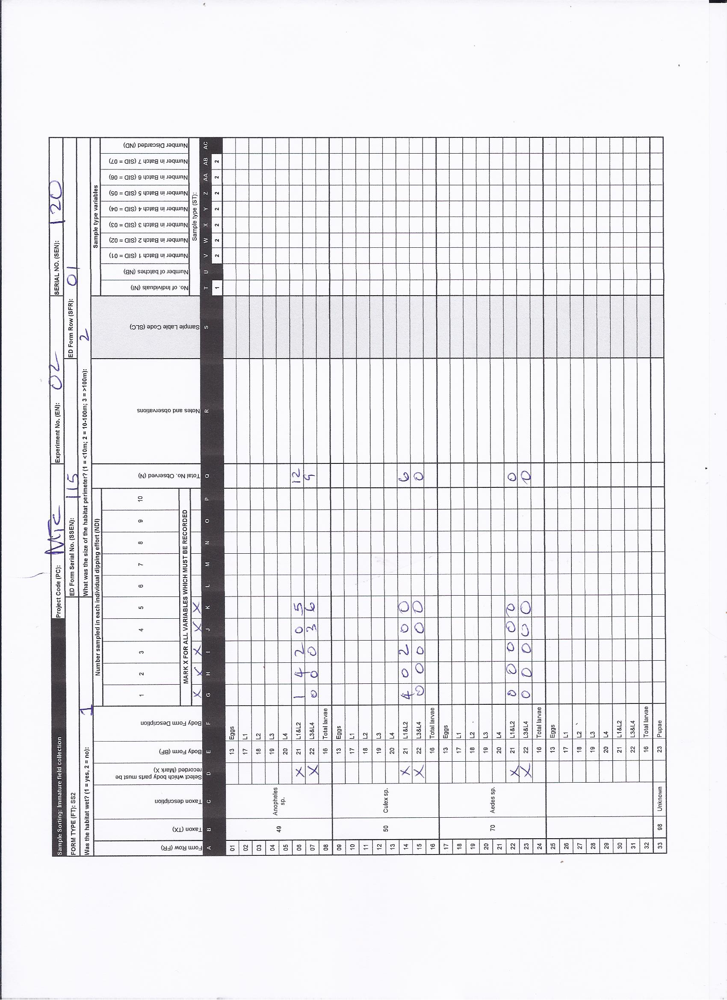 Sample Sorting: Immature field collection Project Code (PC): MTC Experiment No. (EN): 02 SERIAL NO. (SEN): 120
FORM TYPE (FT): SS2 ED Form Serial No. (SSEN): 115 ED Form Row (SFR): 01
Was the habitat wet? (1 = yes, 2 = no): 1 What was the size of the habitat perimeter? (1 = <10m; 2 = 10-100m; 3 = >100m): 2
Form Row (FR)
Taxon (TX)
Taxon description
Select which body parts must be recorded (Mark X)
Body Form (BF)
Body Form Description
Number sampled in each individual dipping effort (NDI)
1 2 3 4 5 6 7 8 9 10
MARK X FOR ALL VARIABLES WHICH MUST BE RECORDED
X X X X X
Total No. Observed (N)
Notes and observations
Sample Lable Code (SLC)
Sample type variables
No. of Individuals (NI)
Number of batches (NB)
Number in Batch 1 (SID = 01)
Number in Batch 2 (SID = 02)
Number in Batch 3 (SID = 03)
Number in Batch 4 (SID = 04)
Number in Batch 5 (SID = 05)
Number in Batch 6 (SID = 06)
Number in Batch 7 (SID = 07)
Number Discarded (ND)
Sample type (ST):
A B C D E F G H I J K L M N O P Q R S T U V W X Y Z AA AB AC
1 2 2 2 2 2 2 2
01 13 Eggs
02 17 L1
03 18 L2
04 49 Anopheles sp. 19 L3
05 20 L4
06 X 21 L1&L2 1 4 2 0 5 12
07 X 22 L3&L4 0 0 0 3 6 9
08 16 Total larvae
09 13 Eggs
10 17 L1
11 18 L2
12 50 Culex sp. 19 L3
13 20 L4
14 X 21 L1&L2 4 0 2 0 0 6
15 X 22 L3&L4 0 0 0 0 0 0
16 16 Total larvae
17 13 Eggs
18 17 L1
19 18 L2
20 70 Aedes sp. 19 L3
21 20 L4
22 X 21 L1&L2 0 0 0 0 0 0
23 X 22 L3&L4 0 0 0 0 0 0
24 16 Total larvae
25 13 Eggs
26 17 L1
27 18 L2
28 19 L3
29 20 L4
30 21 L1&L2
31 22 L3&L4
32 16 Total larvae
33 98 Unknown 23 Pupae